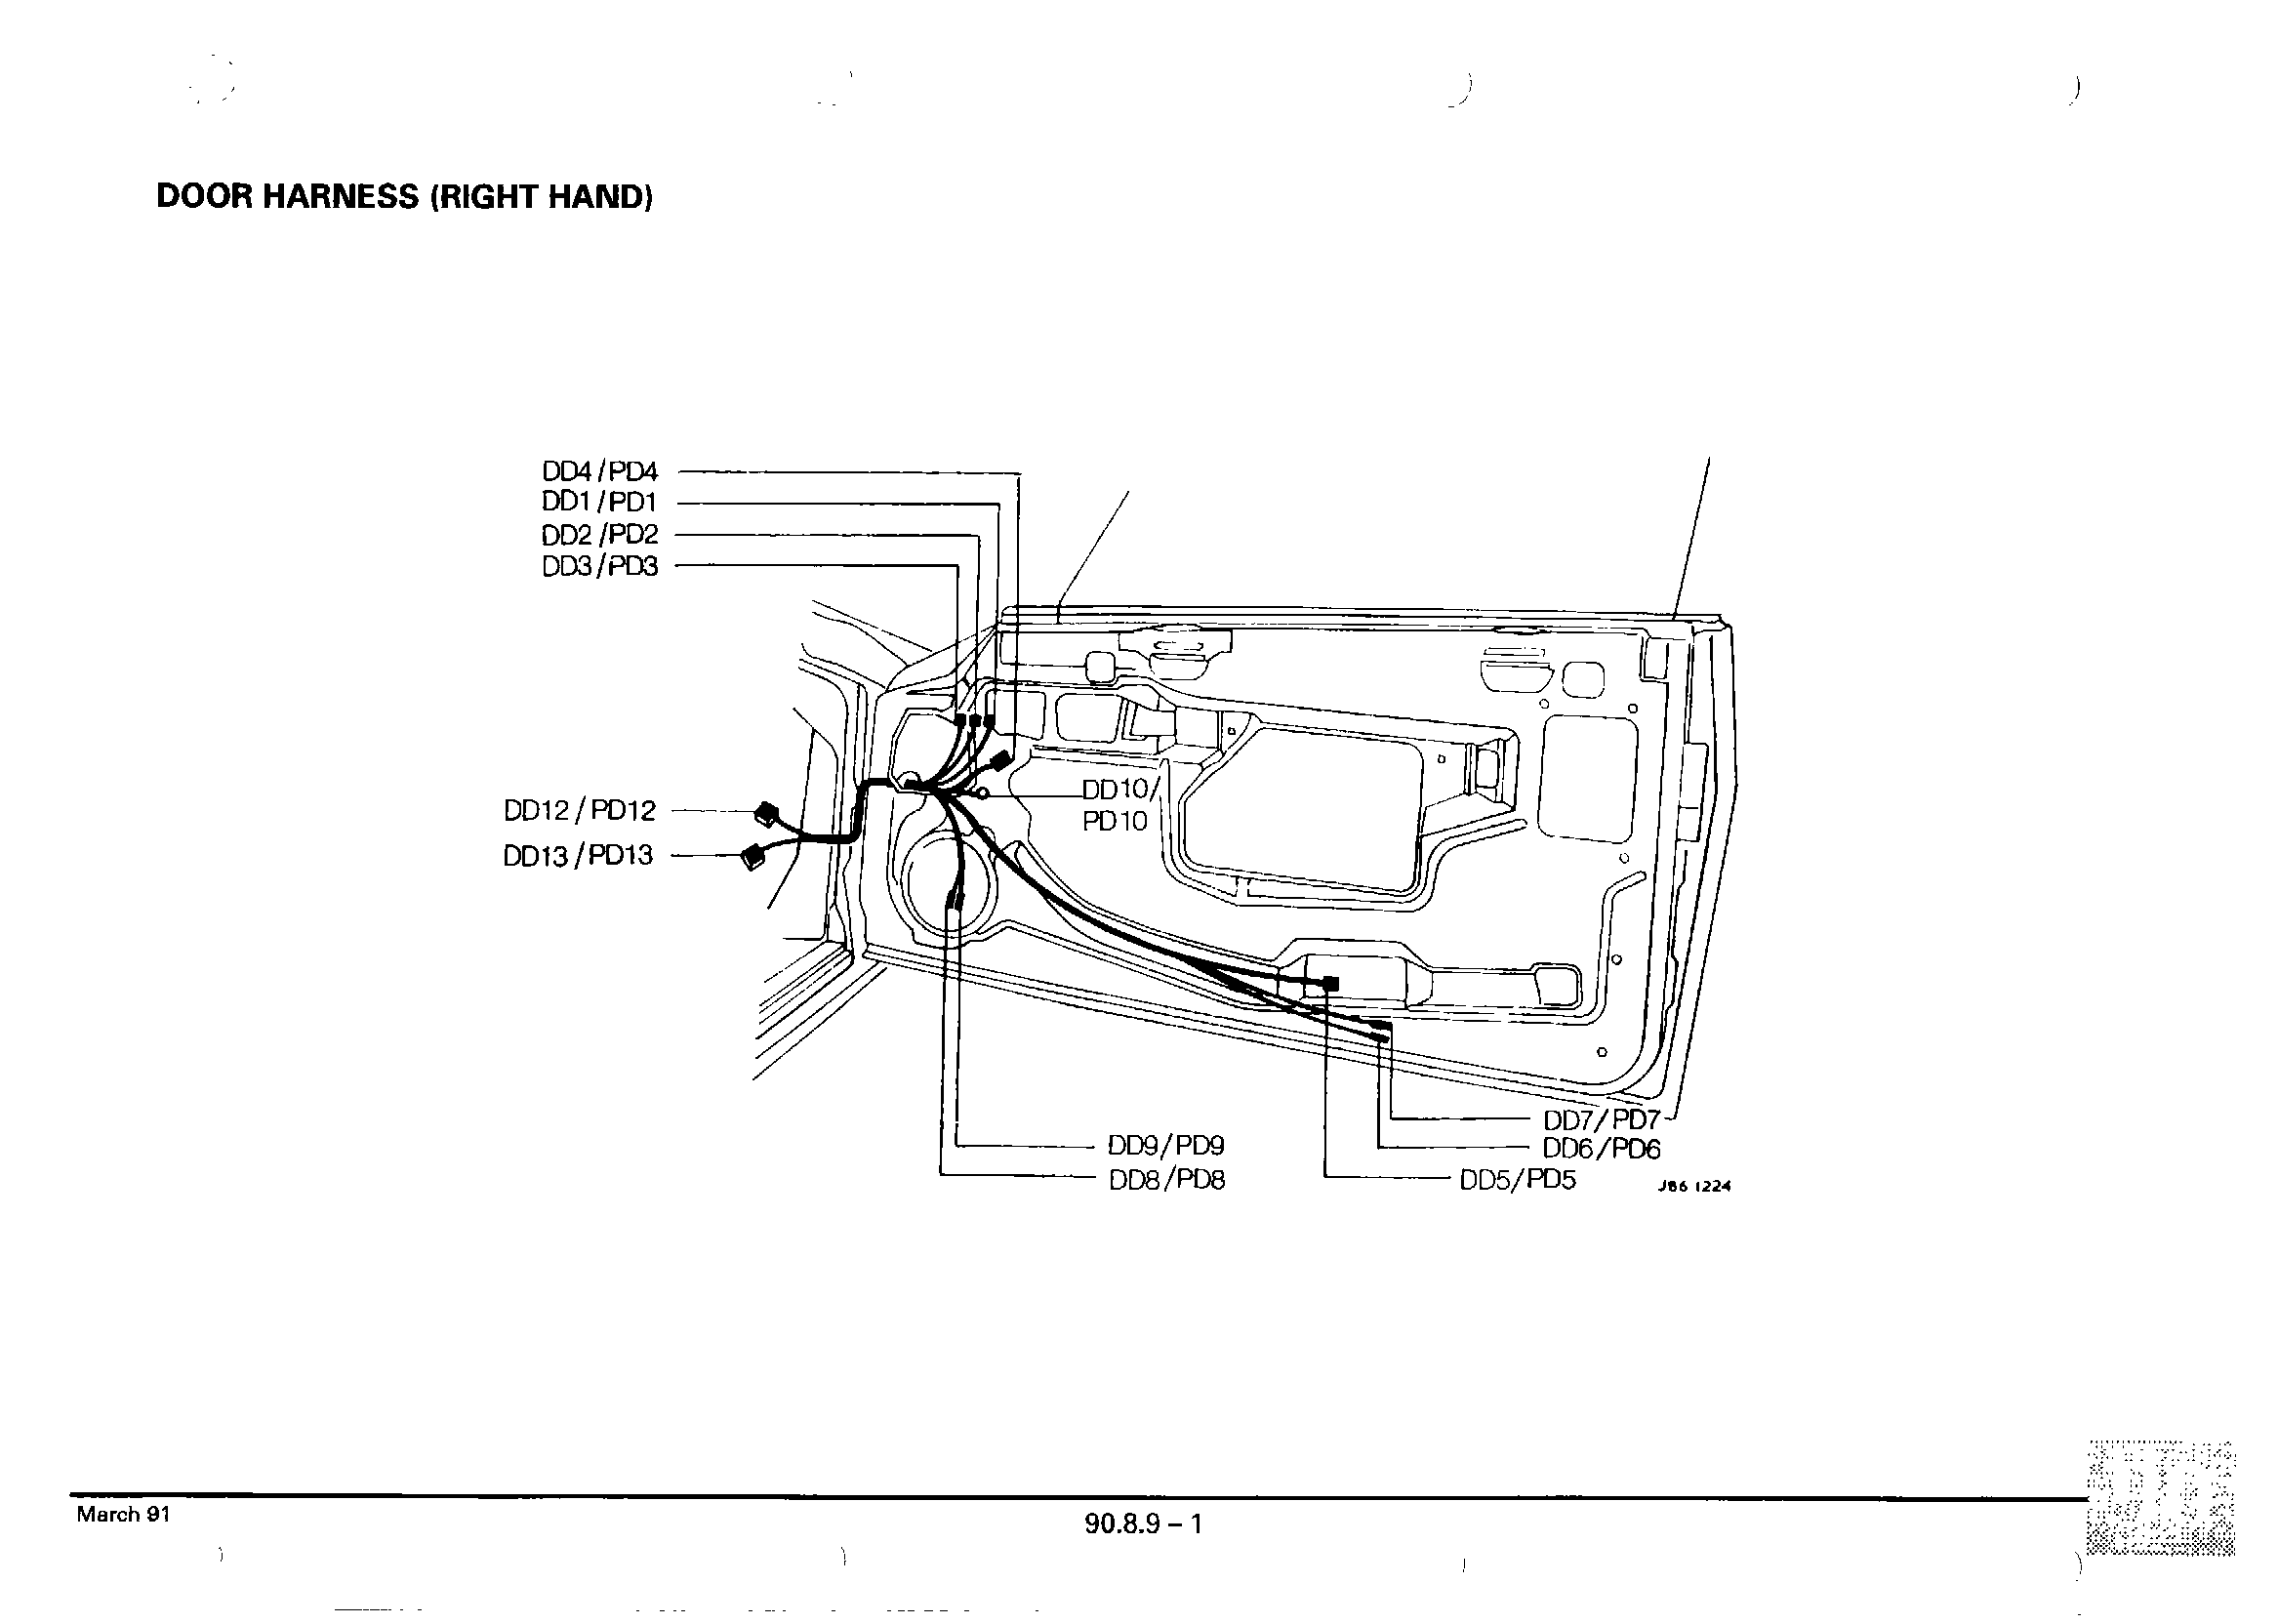 DOOR HARNESS (RIGHT HAND)
DD4/PD4
DD1/PD1
DD2/PD2
DD3/PD3
DD10/
PD10
DD12/PD12
DD13/PD13
DD7/PD7
DD9/PD9
DD6/PD6
DD8/PD8
DD5/PD5
J86 1224
March 91
90.8.9 – 1